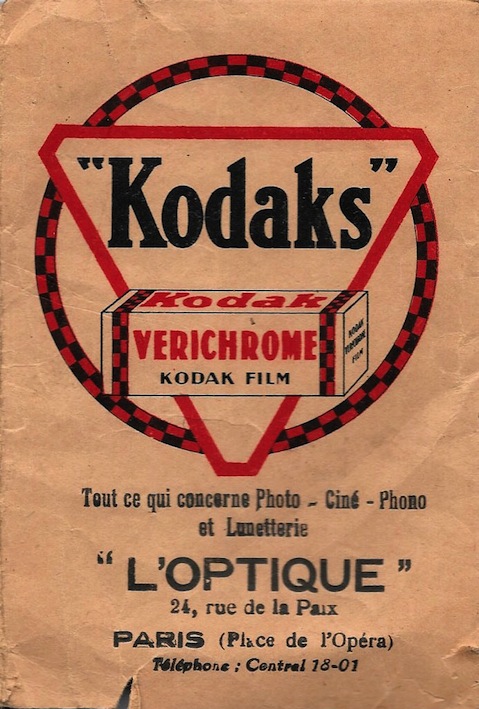 "Kodaks"
Kodak
VERICHROME
KODAK FILM
KODAK
VERICHROME
FILM
Tout ce qui concerne Photo - Ciné - Phono
et Lunetterie
"L'OPTIQUE"
24, rue de la Paix
PARIS (Place de l'Opéra)
Téléphone : Central 18-01